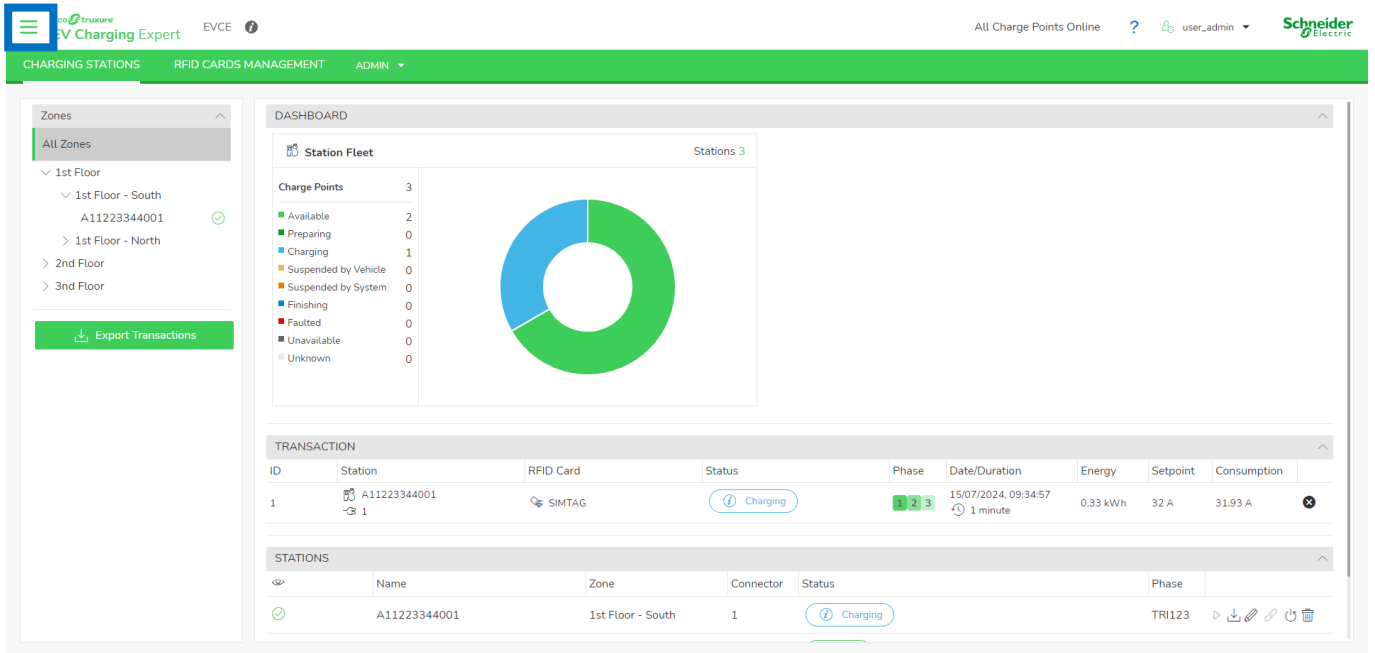 co truxure
EV Charging Expert
EVCE
All Charge Points Online
?
user_admin
Schneider
Electric
CHARGING STATIONS
RFID CARDS MANAGEMENT
ADMIN
Zones
All Zones
1st Floor
1st Floor - South
A11223344001
1st Floor - North
2nd Floor
3nd Floor
Export Transactions
DASHBOARD
Station Fleet
Stations 3
Charge Points 3
Available 2
Preparing 0
Charging 1
Suspended by Vehicle 0
Suspended by System 0
Finishing 0
Faulted 0
Unavailable 0
Unknown 0
TRANSACTION
ID Station RFID Card Status Phase Date/Duration Energy Setpoint Consumption
1 A11223344001 SIMTAG Charging 1 2 3 15/07/2024, 09:34:57 0.33 kWh 32 A 31.93 A
1 1 minute
STATIONS
Name Zone Connector Status Phase
A11223344001 1st Floor - South 1 Charging TRI123